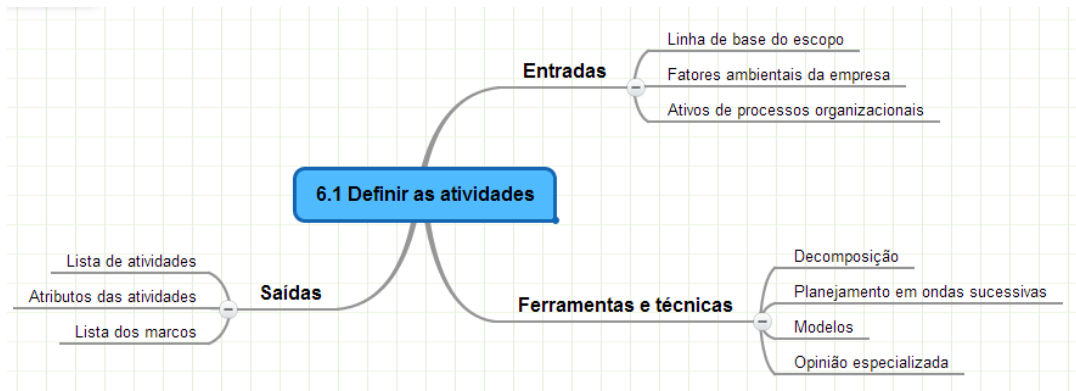 6.1 Definir as atividades
Entradas
Linha de base do escopo
Fatores ambientais da empresa
Ativos de processos organizacionais
Ferramentas e técnicas
Decomposição
Planejamento em ondas sucessivas
Modelos
Opinião especializada
Saídas
Lista de atividades
Atributos das atividades
Lista dos marcos